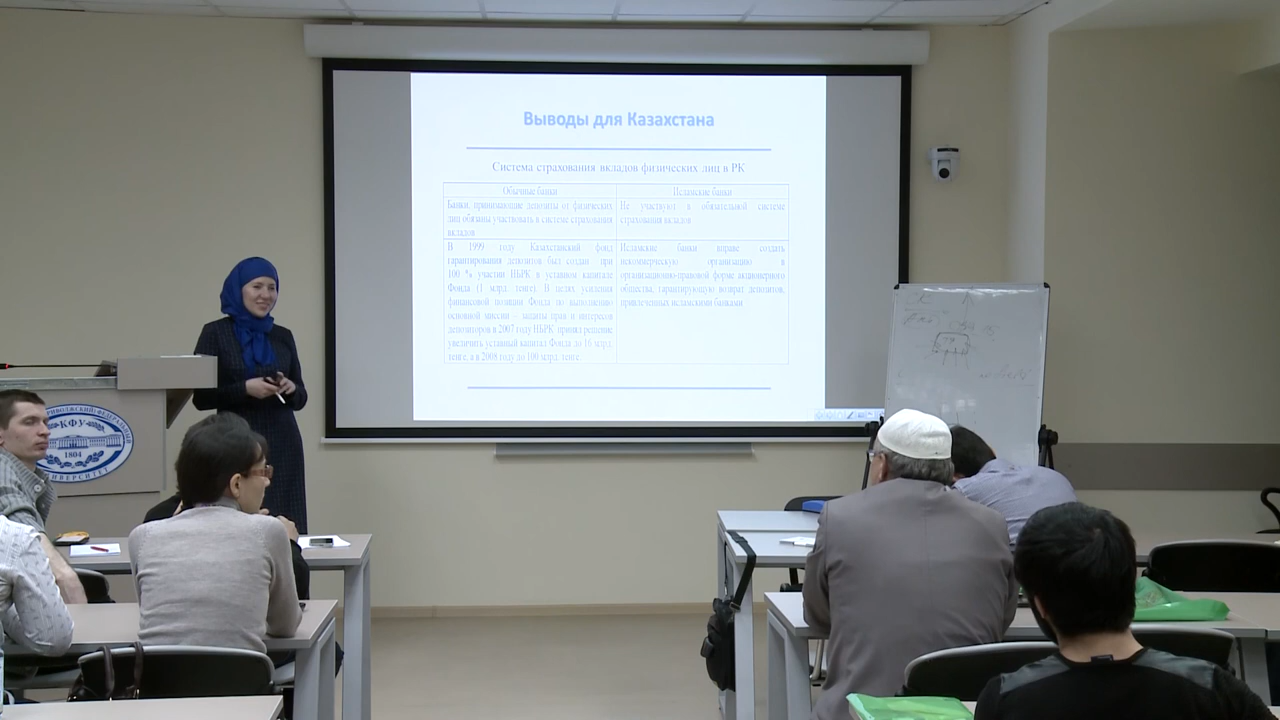 Выводы для Казахстана
Система страхования вкладов физических лиц в РК
Обычные банки
Исламские банки
Банки, принимающие депозиты от физических
лиц обязаны участвовать в системе страхования
вкладов
Не участвуют в обязательной системе
страхования вкладов
В 1999 году Казахстанский фонд
гарантирования депозитов был создан при
100 % участии НБРК в уставном капитале
Фонда (1 млрд. тенге). В целях усиления
финансовой позиции Фонда по выполнению
основной миссии – защиты прав и интересов
депозиторов в 2007 году НБРК принял решение
увеличить уставный капитал Фонда до 16 млрд.
тенге, а в 2008 году до 100 млрд. тенге.
Исламские банки вправе создать
некоммерческую организацию в
организационно-правовой форме акционерного
общества, гарантирующую возврат депозитов,
привлеченных исламскими банками
КФУ
1804